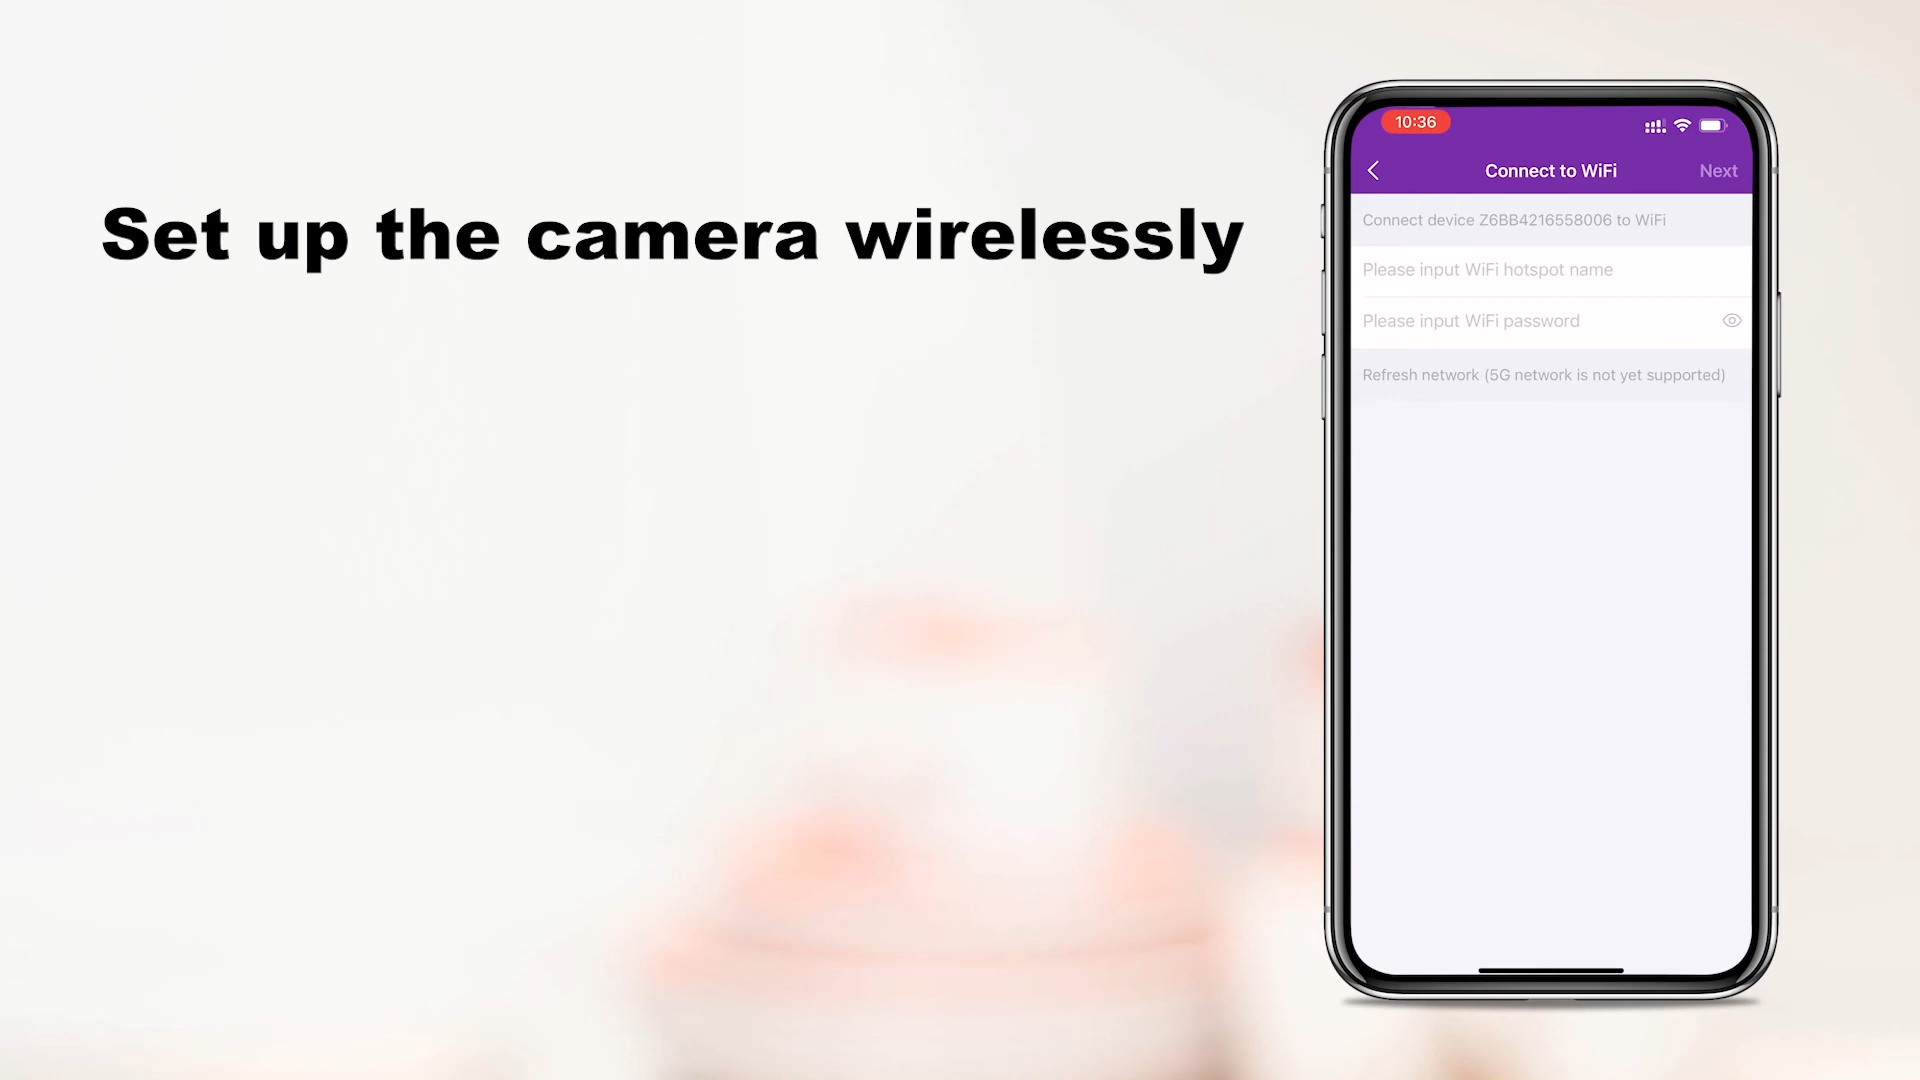 Set up the camera wirelessly
10:36
Connect to WiFi
Next
Connect device Z6BB4216558006 to WiFi
Please input WiFi hotspot name
Please input WiFi password
Refresh network (5G network is not yet supported)